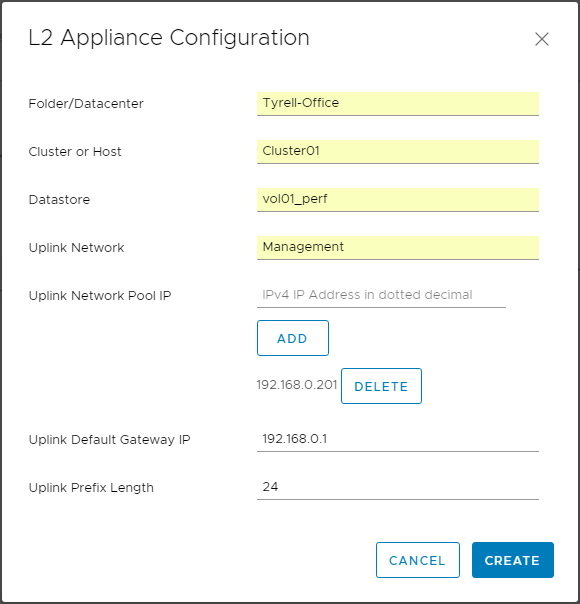 L2 Appliance Configuration
Folder/Datacenter Tyrell-Office
Cluster or Host Cluster01
Datastore vol01_perf
Uplink Network Management
Uplink Network Pool IP IPv4 IP Address in dotted decimal
ADD
192.168.0.201 DELETE
Uplink Default Gateway IP 192.168.0.1
Uplink Prefix Length 24
CANCEL CREATE